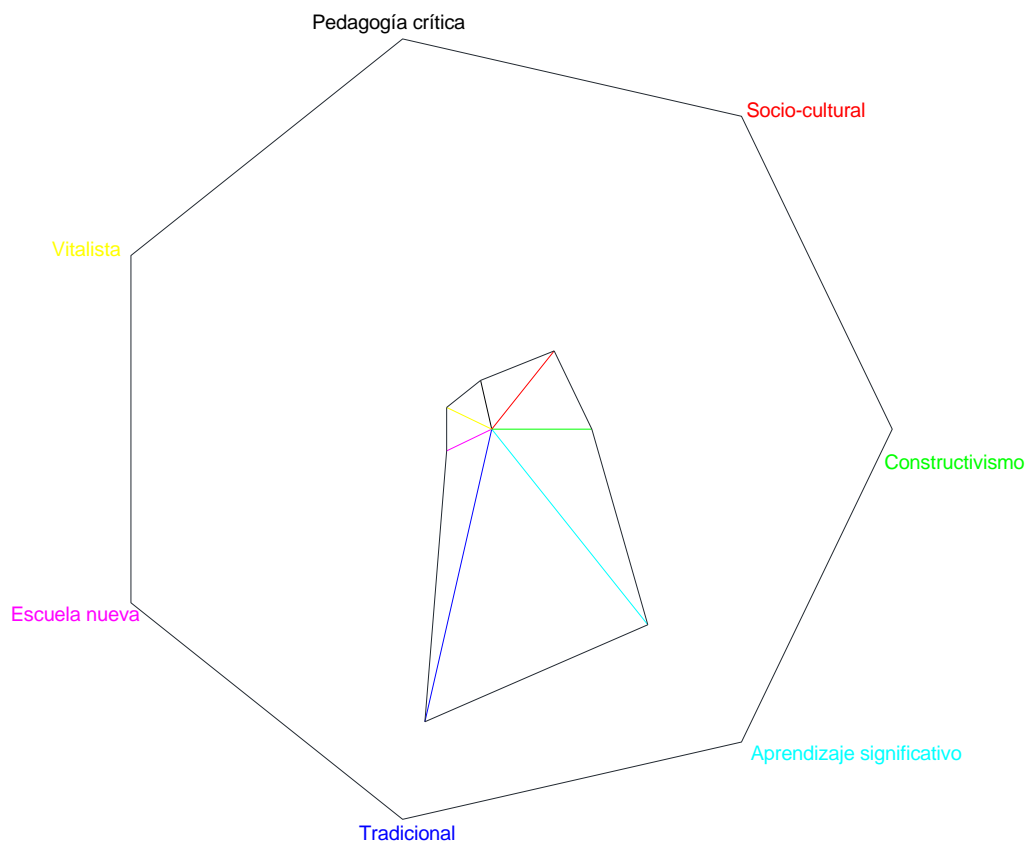 Pedagogía crítica
Socio-cultural
Vitalista
Constructivismo
Escuela nueva
Aprendizaje significativo
Tradicional